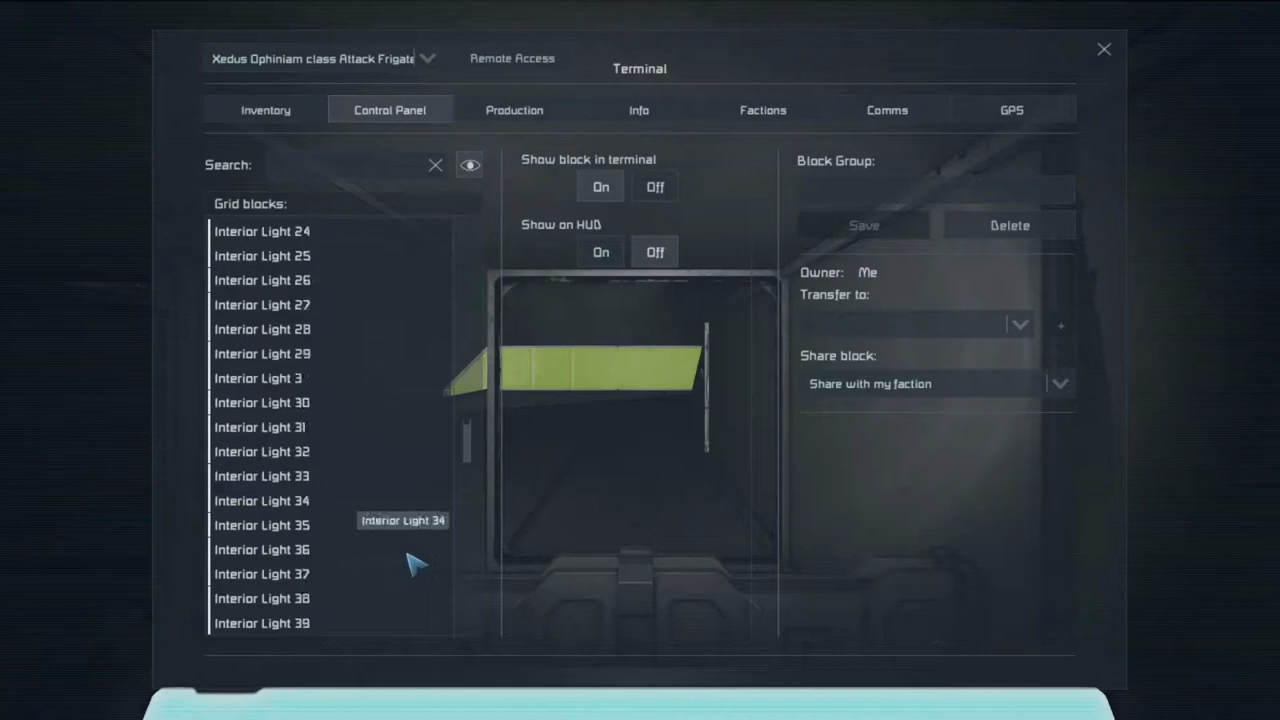 Xedus Ophiniam class Attack Frigate
Remote Access
Terminal
Inventory
Control Panel
Production
Info
Factions
Comms
GPS
Search:
Grid blocks:
Interior Light 24
Interior Light 25
Interior Light 26
Interior Light 27
Interior Light 28
Interior Light 29
Interior Light 3
Interior Light 30
Interior Light 31
Interior Light 32
Interior Light 33
Interior Light 34
Interior Light 35
Interior Light 36
Interior Light 37
Interior Light 38
Interior Light 39
Interior Light 34
Show block in terminal
On Off
Show on HUD
On Off
Block Group:
Save Delete
Owner: Me
Transfer to:
+
Share block:
Share with my faction